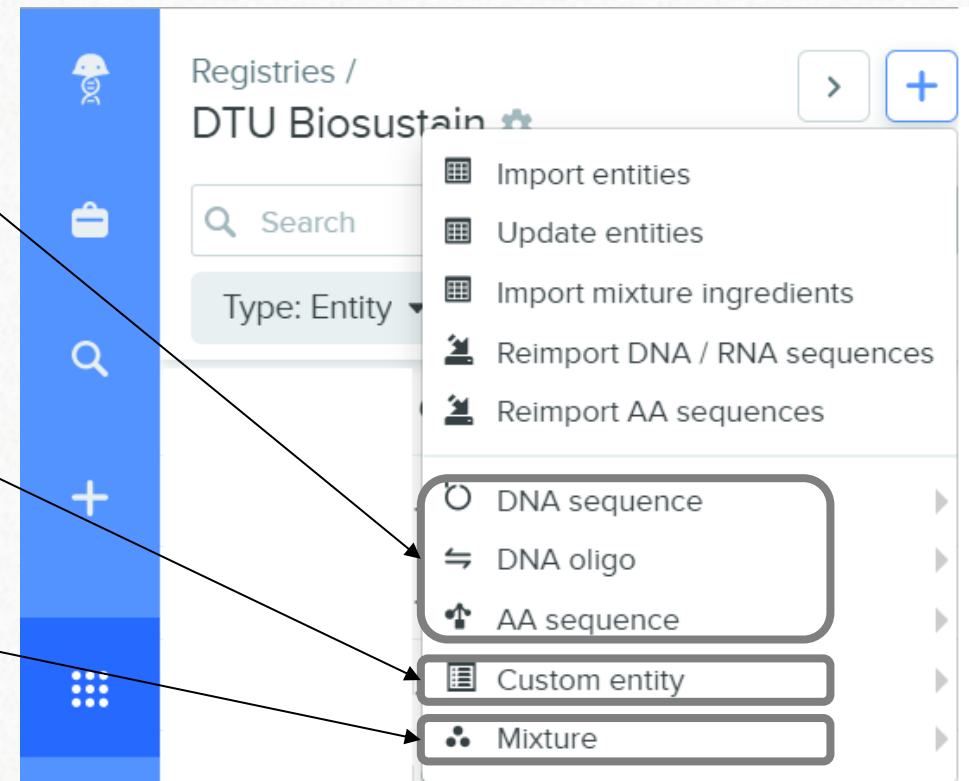 Registries /
DTU Biosustain
Search
Type: Entity
Import entities
Update entities
Import mixture ingredients
Reimport DNA / RNA sequences
Reimport AA sequences
DNA sequence
DNA oligo
AA sequence
Custom entity
Mixture